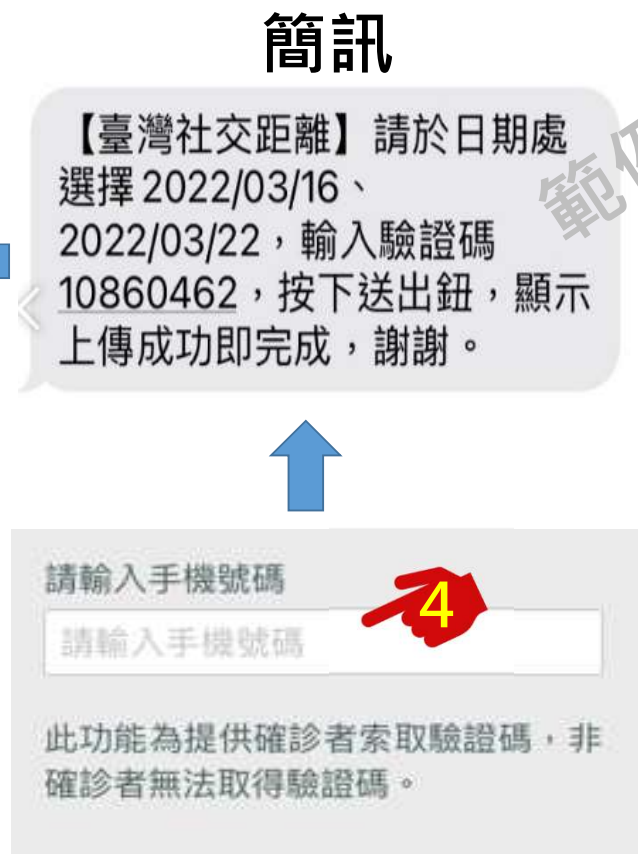 簡訊
【臺灣社交距離】請於日期處
選擇 2022/03/16、
2022/03/22,輸入驗證碼
10860462,按下送出鈕,顯示
上傳成功即完成,謝謝。
請輸入手機號碼
4
請輸入手機號碼
此功能為提供確診者索取驗證碼,非
確診者無法取得驗證碼。